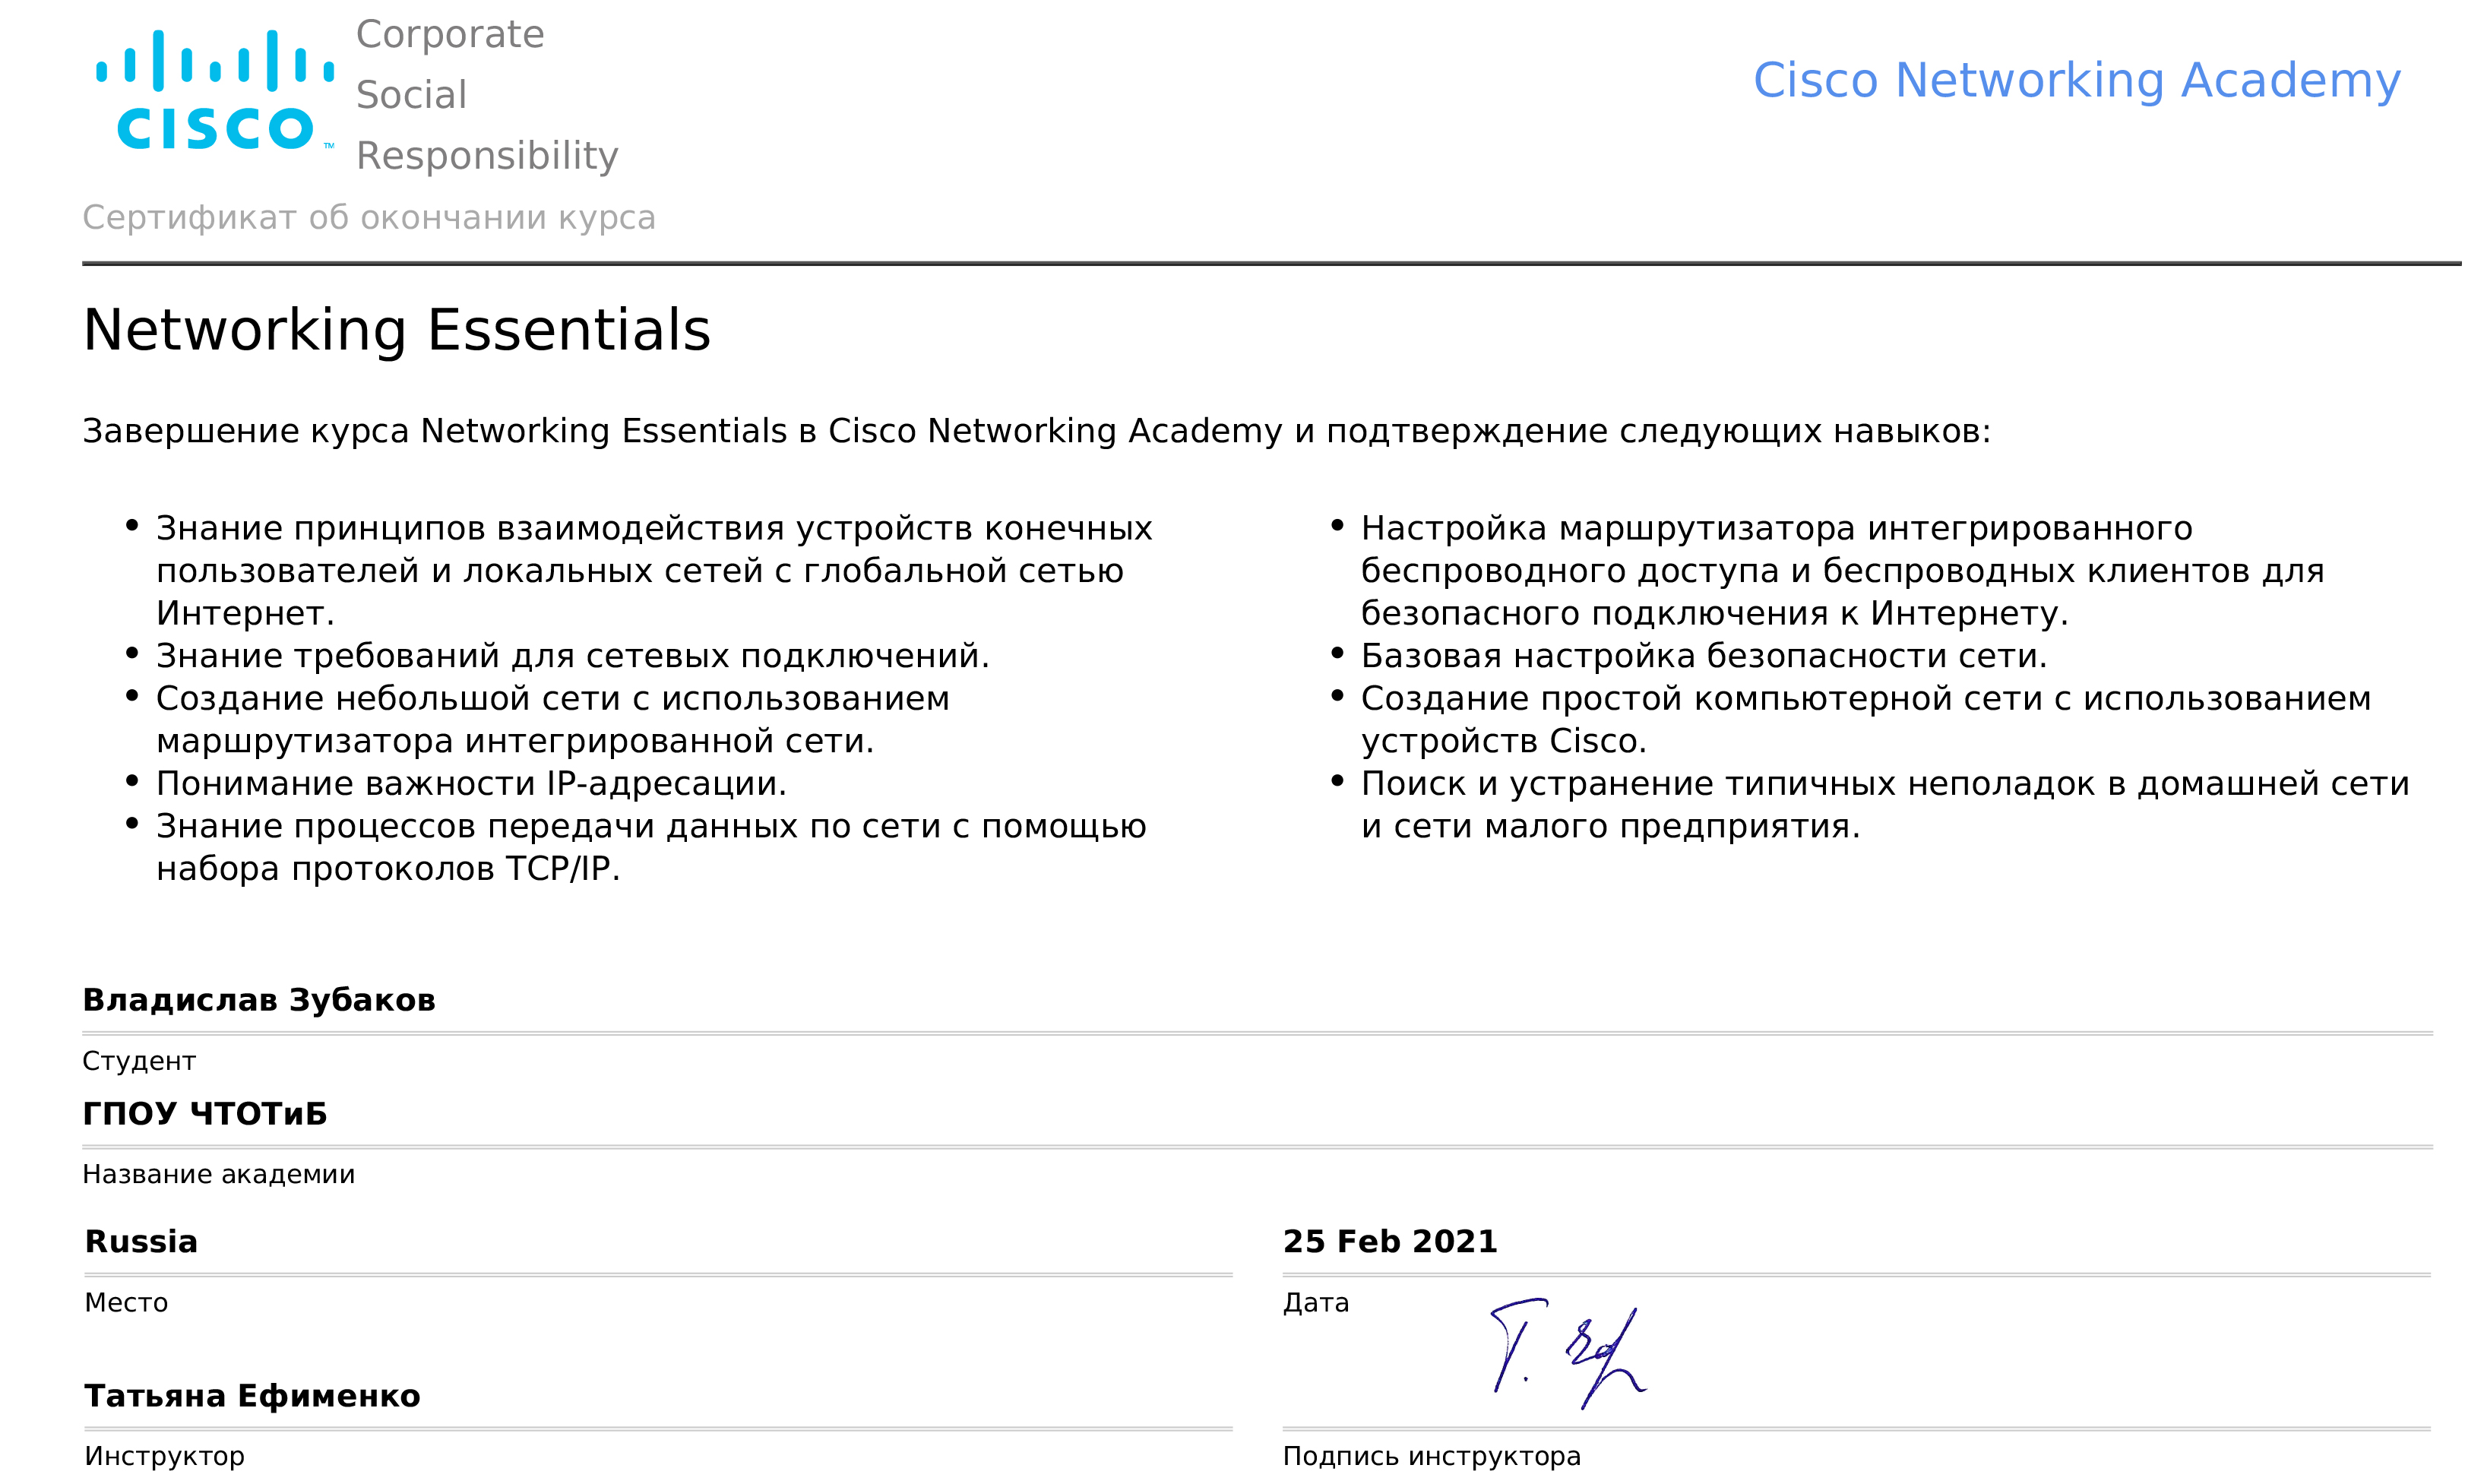 CISCO™
Corporate
Social
Responsibility
Cisco Networking Academy
Сертификат об окончании курса
Networking Essentials
Завершение курса Networking Essentials в Cisco Networking Academy и подтверждение следующих навыков:
• Знание принципов взаимодействия устройств конечных
пользователей и локальных сетей с глобальной сетью
Интернет.
• Знание требований для сетевых подключений.
• Создание небольшой сети с использованием
маршрутизатора интегрированной сети.
• Понимание важности IP-адресации.
• Знание процессов передачи данных по сети с помощью
набора протоколов TCP/IP.
• Настройка маршрутизатора интегрированного
беспроводного доступа и беспроводных клиентов для
безопасного подключения к Интернету.
• Базовая настройка безопасности сети.
• Создание простой компьютерной сети с использованием
устройств Cisco.
• Поиск и устранение типичных неполадок в домашней сети
и сети малого предприятия.
Владислав Зубаков
Студент
ГПОУ ЧТОТиБ
Название академии
Russia
Место
25 Feb 2021
Дата
Татьяна Ефименко
Инструктор
Подпись инструктора